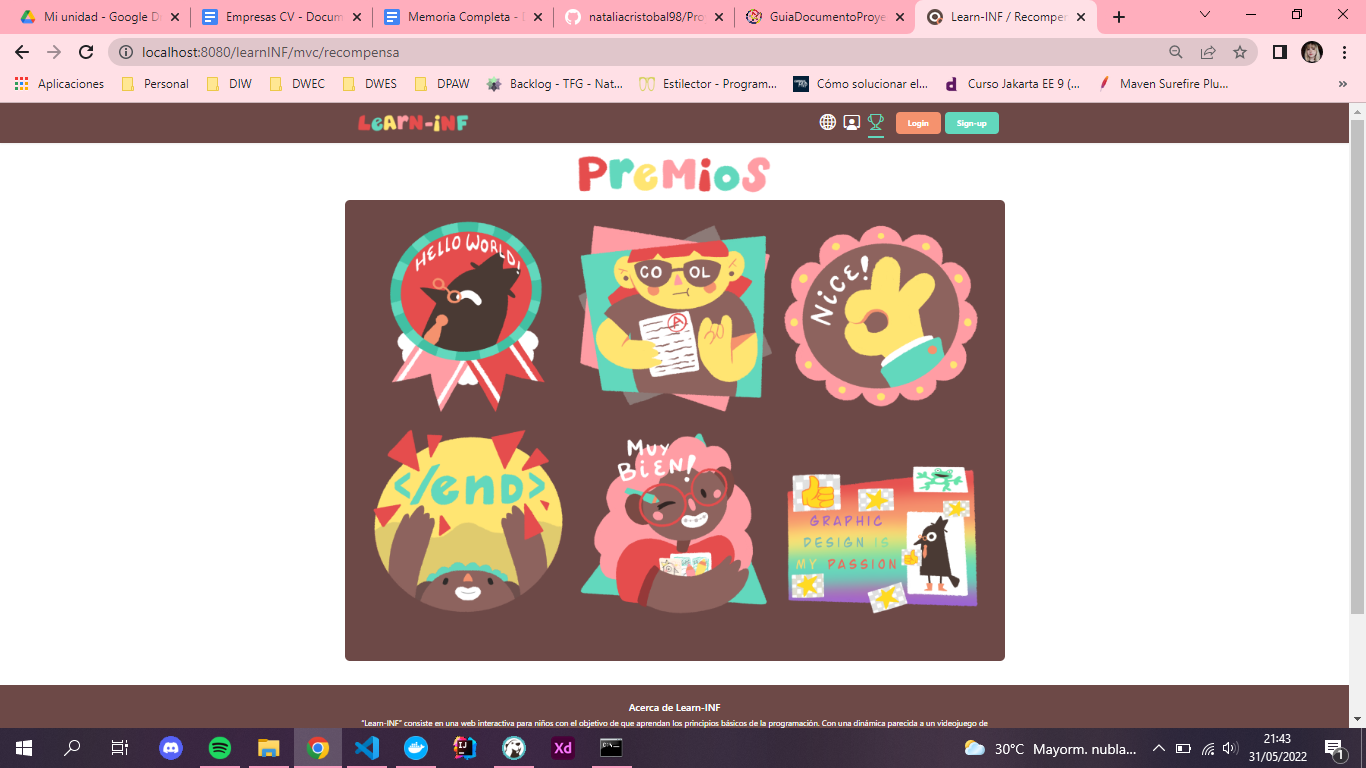 Mi unidad - Google D
Empresas CV - Docum
Memoria Completa - D
nataliacristobal98/Pro
GuiaDocumentoProye
Learn-INF / Recompen
localhost:8080/learnINF/mvc/recompensa
Aplicaciones
Personal
DIW
DWEC
DWES
DPAW
Backlog - TFG - Nat...
Estilector - Program...
Cómo solucionar el...
Curso Jakarta EE 9 (...
Maven Surefire Plu...
»
LeArN-iNF
Login
Sign-up
PreMioS
HELLO WORLD!
CO OL
A
NiCE!
</end>
MUY
BiEN!
GRAPHIC
DESIGN IS
MY PASSION
Acerca de Learn-INF
"Learn-INF" consiste en una web interactiva para niños con el objetivo de que aprendan los principios básicos de la programación. Con una dinámica parecida a un videojuego de
30°C Mayorm. nubla...
21:43
31/05/2022
1